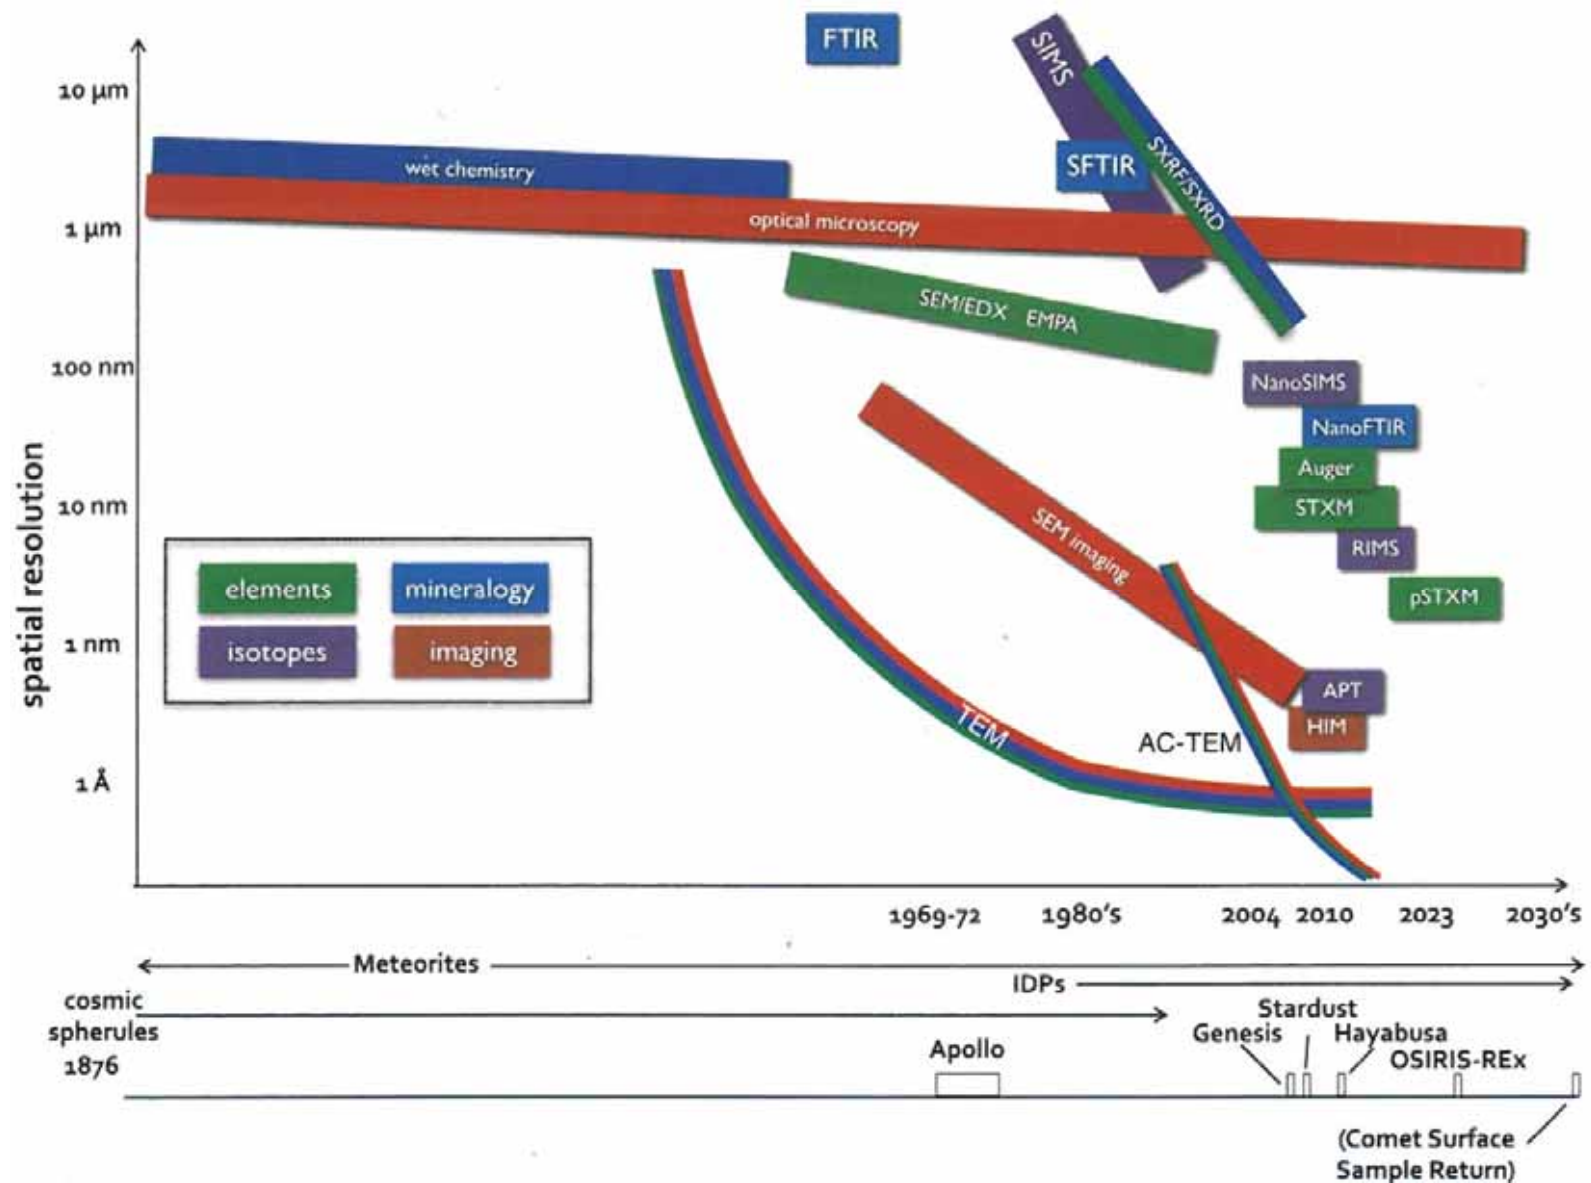 FTIR
SIMS
10 µm
SXRF/SXRD
wet chemistry
SFTIR
optical microscopy
1 µm
SEM/EDX EMPA
100 nm
NanoSIMS
NanoFTIR
Auger
10 nm
STXM
SEM imaging
RIMS
spatial resolution
elements
mineralogy
pSTXM
1 nm
isotopes
imaging
APT
TEM
HIM
AC-TEM
1 Å
1969-72 1980's 2004 2010 2023 2030's
Meteorites
IDPs
cosmic
spherules
1876
Stardust
Genesis
Hayabusa
Apollo
OSIRIS-REx
(Comet Surface
Sample Return)